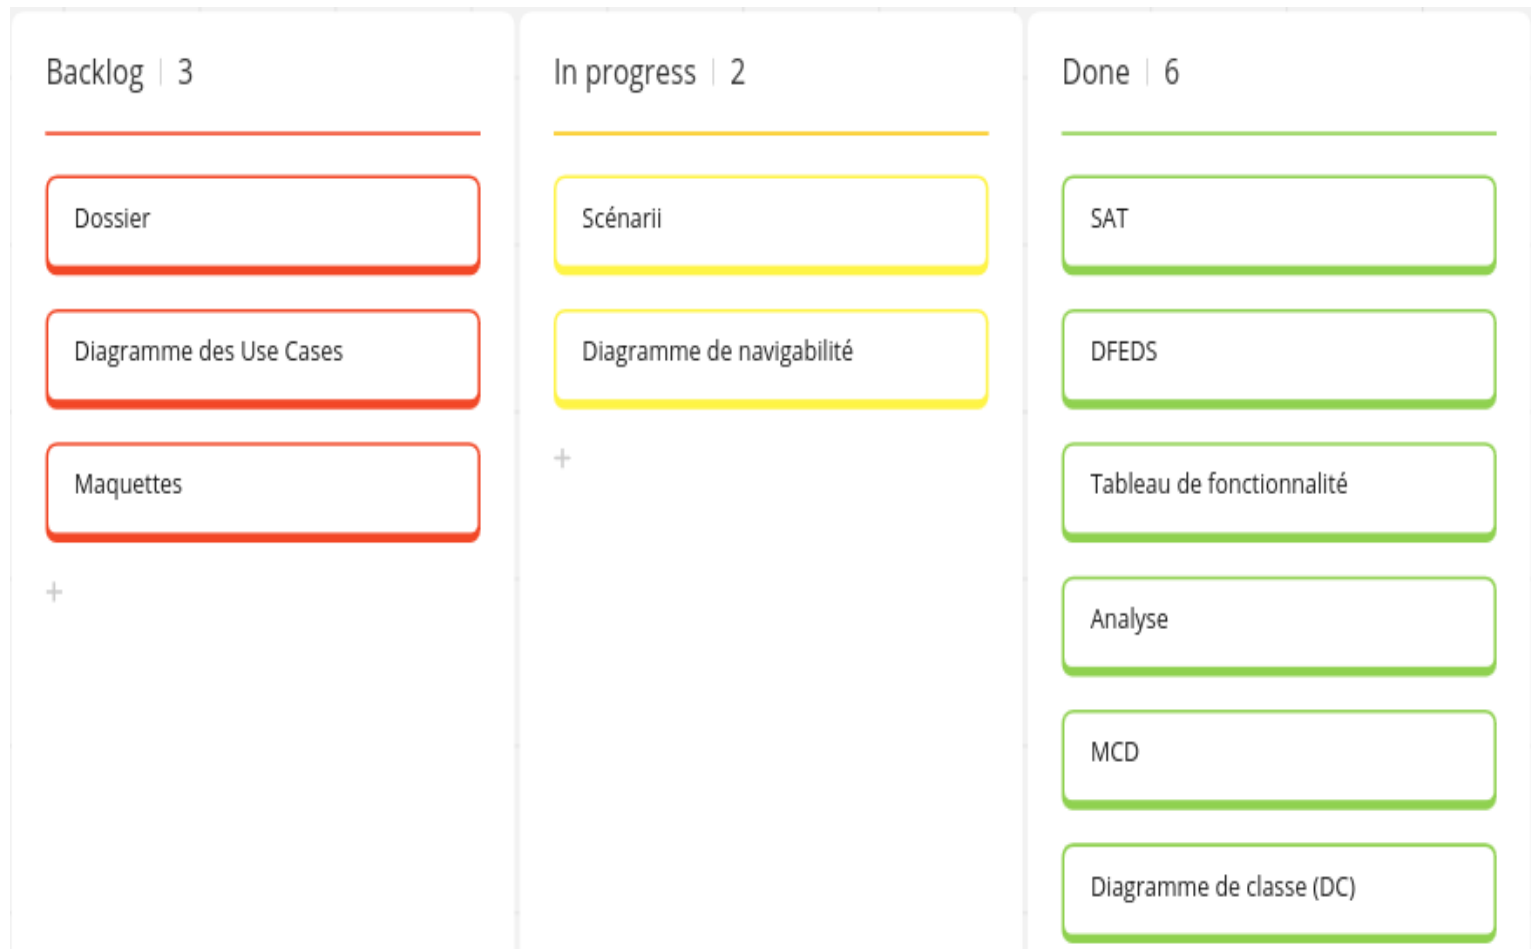 Backlog | 3
Dossier
Diagramme des Use Cases
Maquettes
+
In progress | 2
Scénarii
Diagramme de navigabilité
+
Done | 6
SAT
DFEDS
Tableau de fonctionnalité
Analyse
MCD
Diagramme de classe (DC)